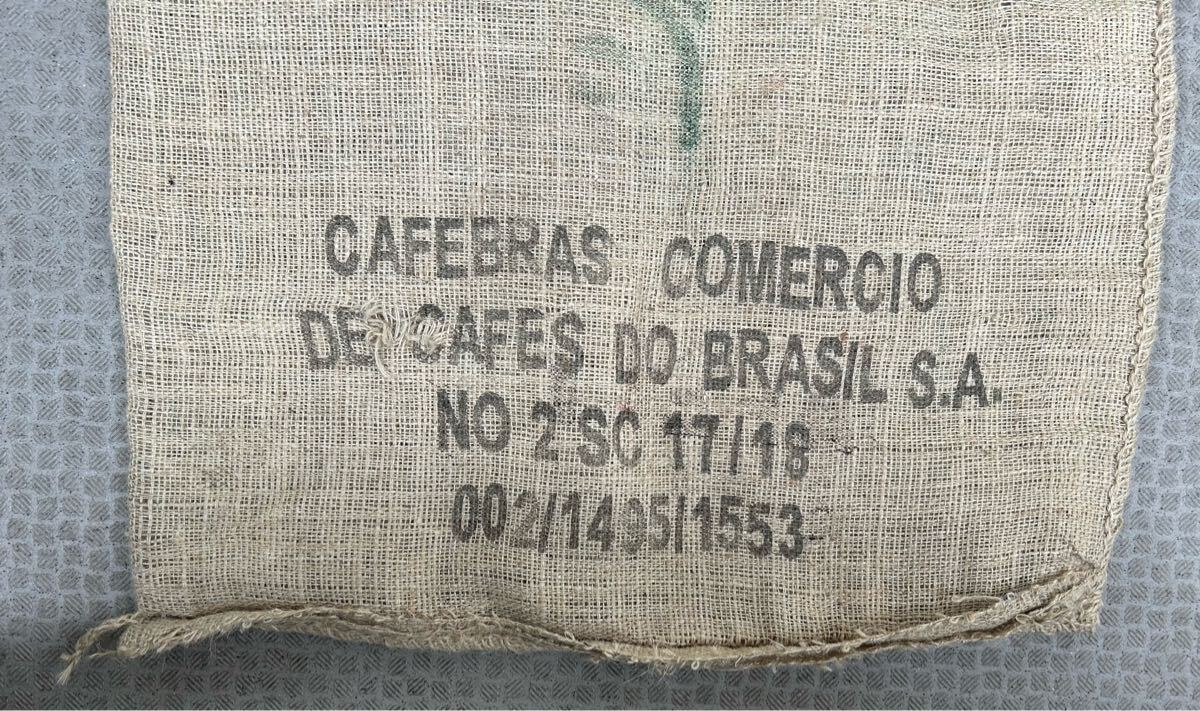 CAFEBRAS COMERCIO
DE CAFES DO BRASIL S.A.
NO 2 SC 17/18
002/1495/1553